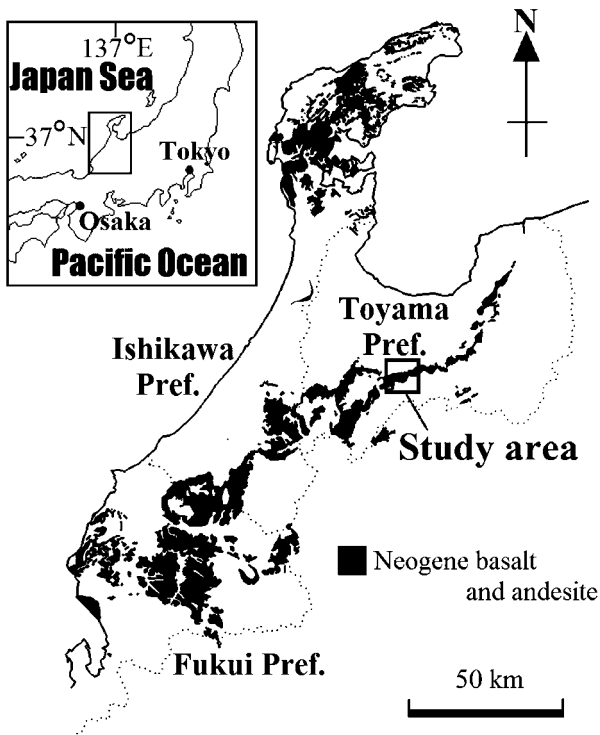 137°E
Japan Sea
37°N
Tokyo
Osaka
Pacific Ocean
N
Toyama
Pref.
Ishikawa
Pref.
Study area
Neogene basalt
and andesite
Fukui Pref.
50 km